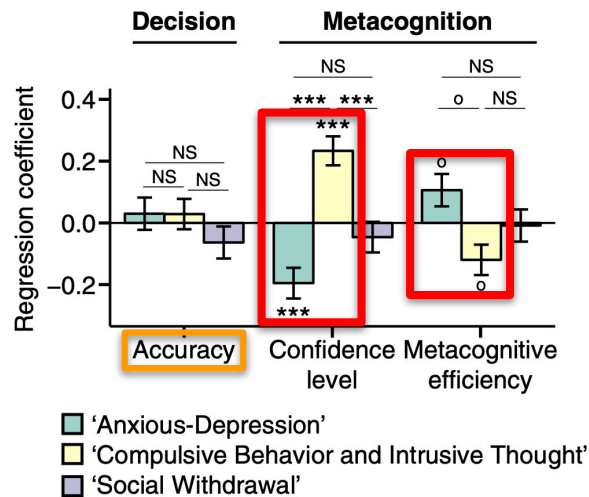 Decision Metacognition
NS
NS
NS
*** ***
o NS
0.4
***
NS
NS NS
0.2
o
0.0
−0.2
o
***
Regression coefficient
Accuracy Confidence level Metacognitive efficiency
'Anxious-Depression'
'Compulsive Behavior and Intrusive Thought'
'Social Withdrawal'